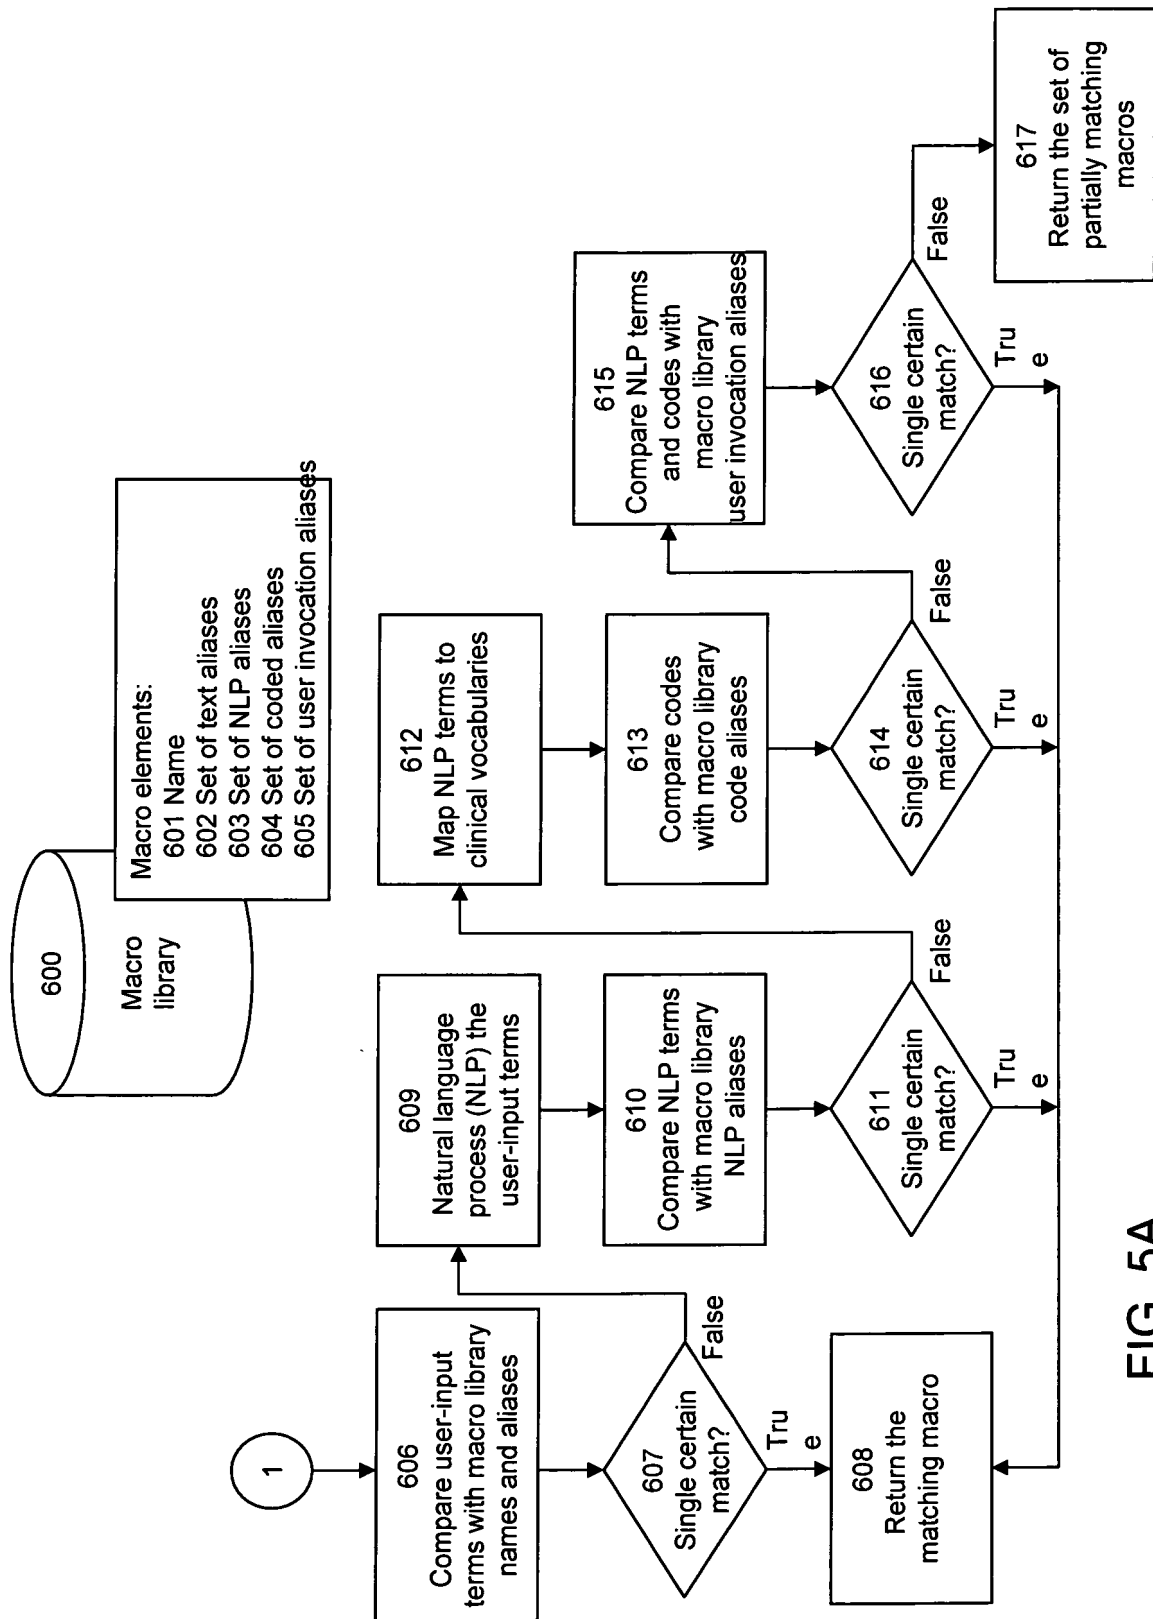 600
Macro
library
Macro elements:
601 Name
602 Set of text aliases
603 Set of NLP aliases
604 Set of coded aliases
605 Set of user invocation aliases
1
606
Compare user-input
terms with macro library
names and aliases
607
Single certain
match?
False
Tru
e
608
Return the
matching macro
609
Natural language
process (NLP) the
user-input terms
610
Compare NLP terms
with macro library
NLP aliases
611
Single certain
match?
False
Tru
e
612
Map NLP terms to
clinical vocabularies
613
Compare codes
with macro library
code aliases
614
Single certain
match?
False
Tru
e
615
Compare NLP terms
and codes with
macro library
user invocation aliases
616
Single certain
match?
False
Tru
e
617
Return the set of
partially matching
macros
FIG. 5A